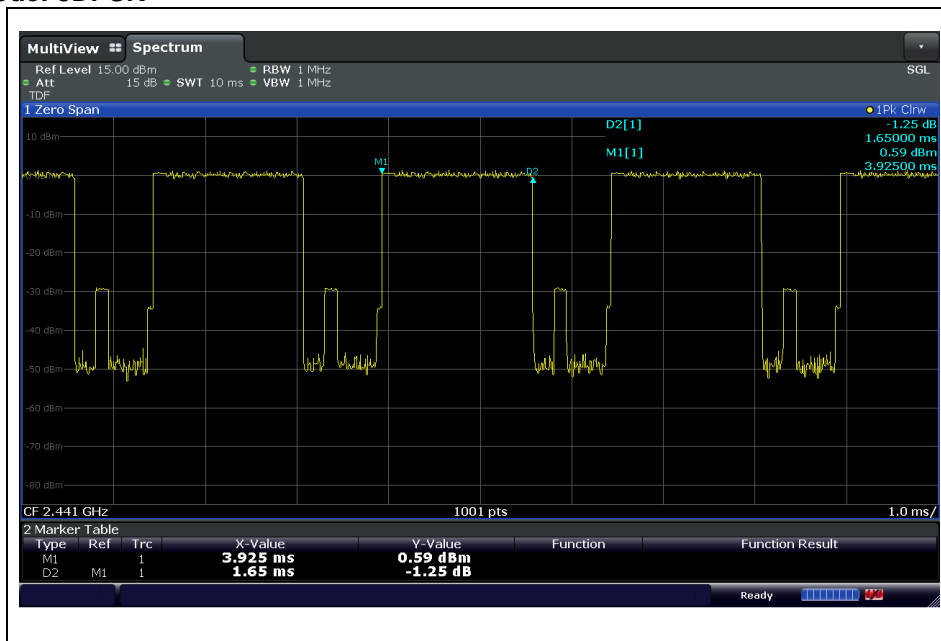 MultiView Spectrum
Ref Level 15.00 dBm RBW 1 MHz SGL
Att 15 dB SWT 10 ms VBW 1 MHz
TDF
1 Zero Span 1Pk Clrw
D2[1] -1.25 dB
1.65000 ms
M1[1] 0.59 dBm
3.92500 ms
10 dBm
M1
D2
-10 dBm
-20 dBm
-30 dBm
-40 dBm
-50 dBm
-60 dBm
-70 dBm
-80 dBm
CF 2.441 GHz 1001 pts 1.0 ms/
2 Marker Table
Type Ref Trc X-Value Y-Value Function Function Result
M1 1 3.925 ms 0.59 dBm
D2 M1 1 1.65 ms -1.25 dB
Ready